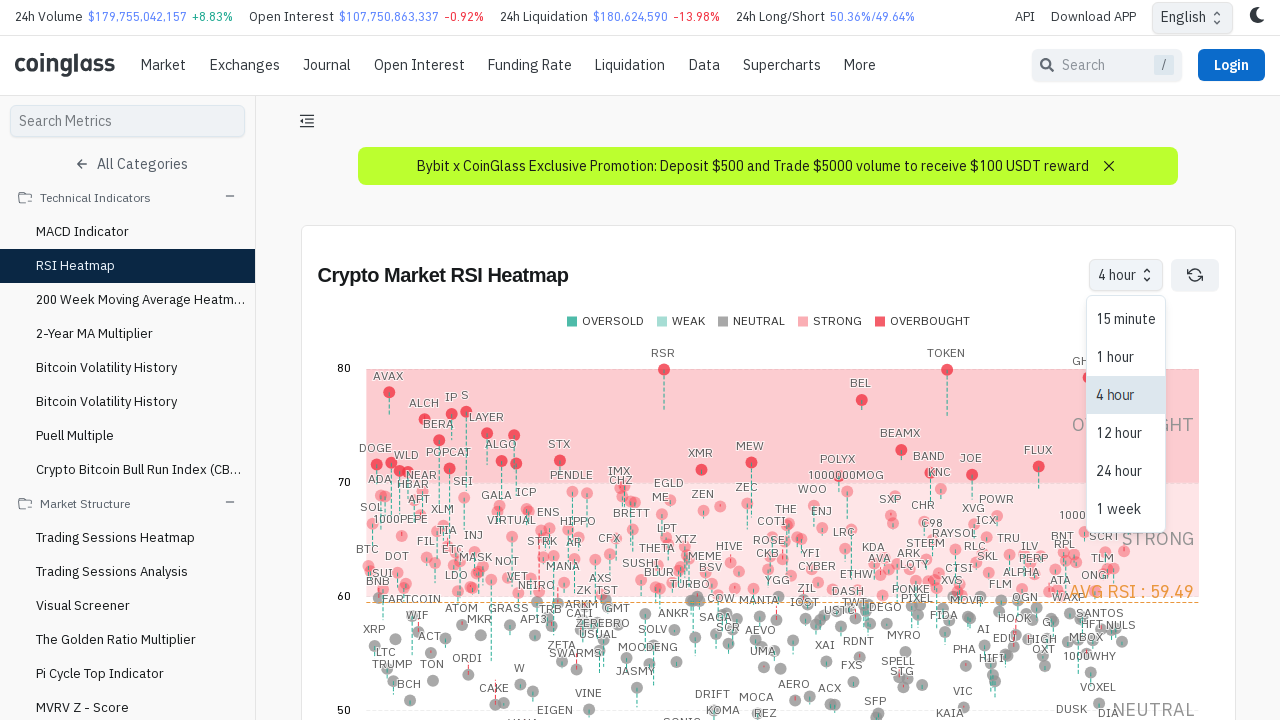 24h Volume $179,755,042,157 +8.83% Open Interest $107,750,863,337 -0.92% 24h Liquidation $180,624,590 -13.98% 24h Long/Short 50.36%/49.64% API Download APP English
coinglass Market Exchanges Journal Open Interest Funding Rate Liquidation Data Supercharts More Search / Login
Search Metrics
All Categories
Technical Indicators
MACD Indicator
RSI Heatmap
200 Week Moving Average Heatm...
2-Year MA Multiplier
Bitcoin Volatility History
Bitcoin Volatility History
Puell Multiple
Crypto Bitcoin Bull Run Index (CB...
Market Structure
Trading Sessions Heatmap
Trading Sessions Analysis
Visual Screener
The Golden Ratio Multiplier
Pi Cycle Top Indicator
MVRV Z - Score
Bybit x CoinGlass Exclusive Promotion: Deposit $500 and Trade $5000 volume to receive $100 USDT reward
Crypto Market RSI Heatmap
4 hour
15 minute
1 hour
4 hour
12 hour
24 hour
1 week
OVERSOLD WEAK NEUTRAL STRONG OVERBOUGHT
RSR TOKEN
80
AVAX BEL
ALCH IP S
BERA LAYER BEAMX
DOGE WLD POPCAT ALGO STX XMR MEW POLYX BAND JOE FLUX
70
ADA NEAR HBAR SEI PENDLE IMX CHZ EGLD ZEC 1000000MOG KNC
SOL APT GALA ICP ME ZEN WOO SXP POWR
1000PEPE XLM VIRTUAL ENS HIPPO BRETT LPT COTI THE ENJ CHR C98 XVG ICX
BTC DOT FIL TIA ETC INJ MASK NOT STRK AR CFX THETA XTZ HIVE ROSE LRC STEEM RAYSOL TRU BNT RPL SCRT
STRONG
SUI BNB LDO VET NEIRO MANA AXS SUSHI MEME BSV CKB YFI CYBER KDA AVA ARK LQTY RLC SKL ILV PERP TLM
60
BLUR TURBO YGG ZIL ETHW DASH CTSI XVS FLM ALPHA ATA ONG
AVG RSI : 59.49
FARTCOIN ATOM GRASS TRB ARKM ZK TST GMT COW MANTA IOST TWT PONKE PIXEL MOVR OGN WAXP
XRP WIF ACT MKR API3 CATI ZEREBRO USUAL ANKR SAGA SCR AEVO USTC DEGO FIDA AI HOOK GLM HFT SANTOS NULS
LTC TRUMP TON ORDI ZETA SWARMS SOLV MOODENG UMA XAI RDNT MYRO PHA EDU HIGH OXT MBOX
BCH CAKE W JASMY FXS SPELL STG HIFI 1000WHY
EIGEN VINE DRIFT MOCA AERO ACX SFP VIC VOXEL
50
KOMA REZ KAIA DUSK NEUTRAL